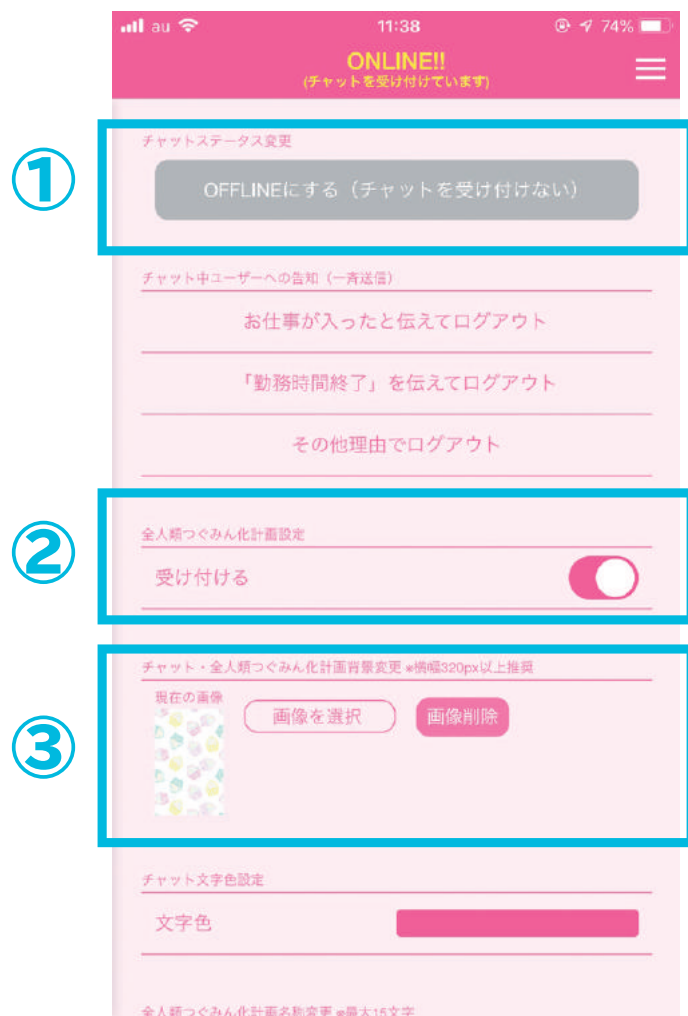 au 11:38 74%
ONLINE!!
(チャットを受け付けています)
①
チャットステータス変更
OFFLINEにする（チャットを受け付けない）
チャット中ユーザーへの告知（一斉送信）
お仕事が入ったと伝えてログアウト
「勤務時間終了」を伝えてログアウト
その他理由でログアウト
②
全人類つぐみん化計画設定
受け付ける
③
チャット・全人類つぐみん化計画背景変更 ※横幅320px以上推奨
現在の画像
画像を選択
画像削除
チャット文字色設定
文字色
全人類つぐみん化計画名称変更 ※最大15文字